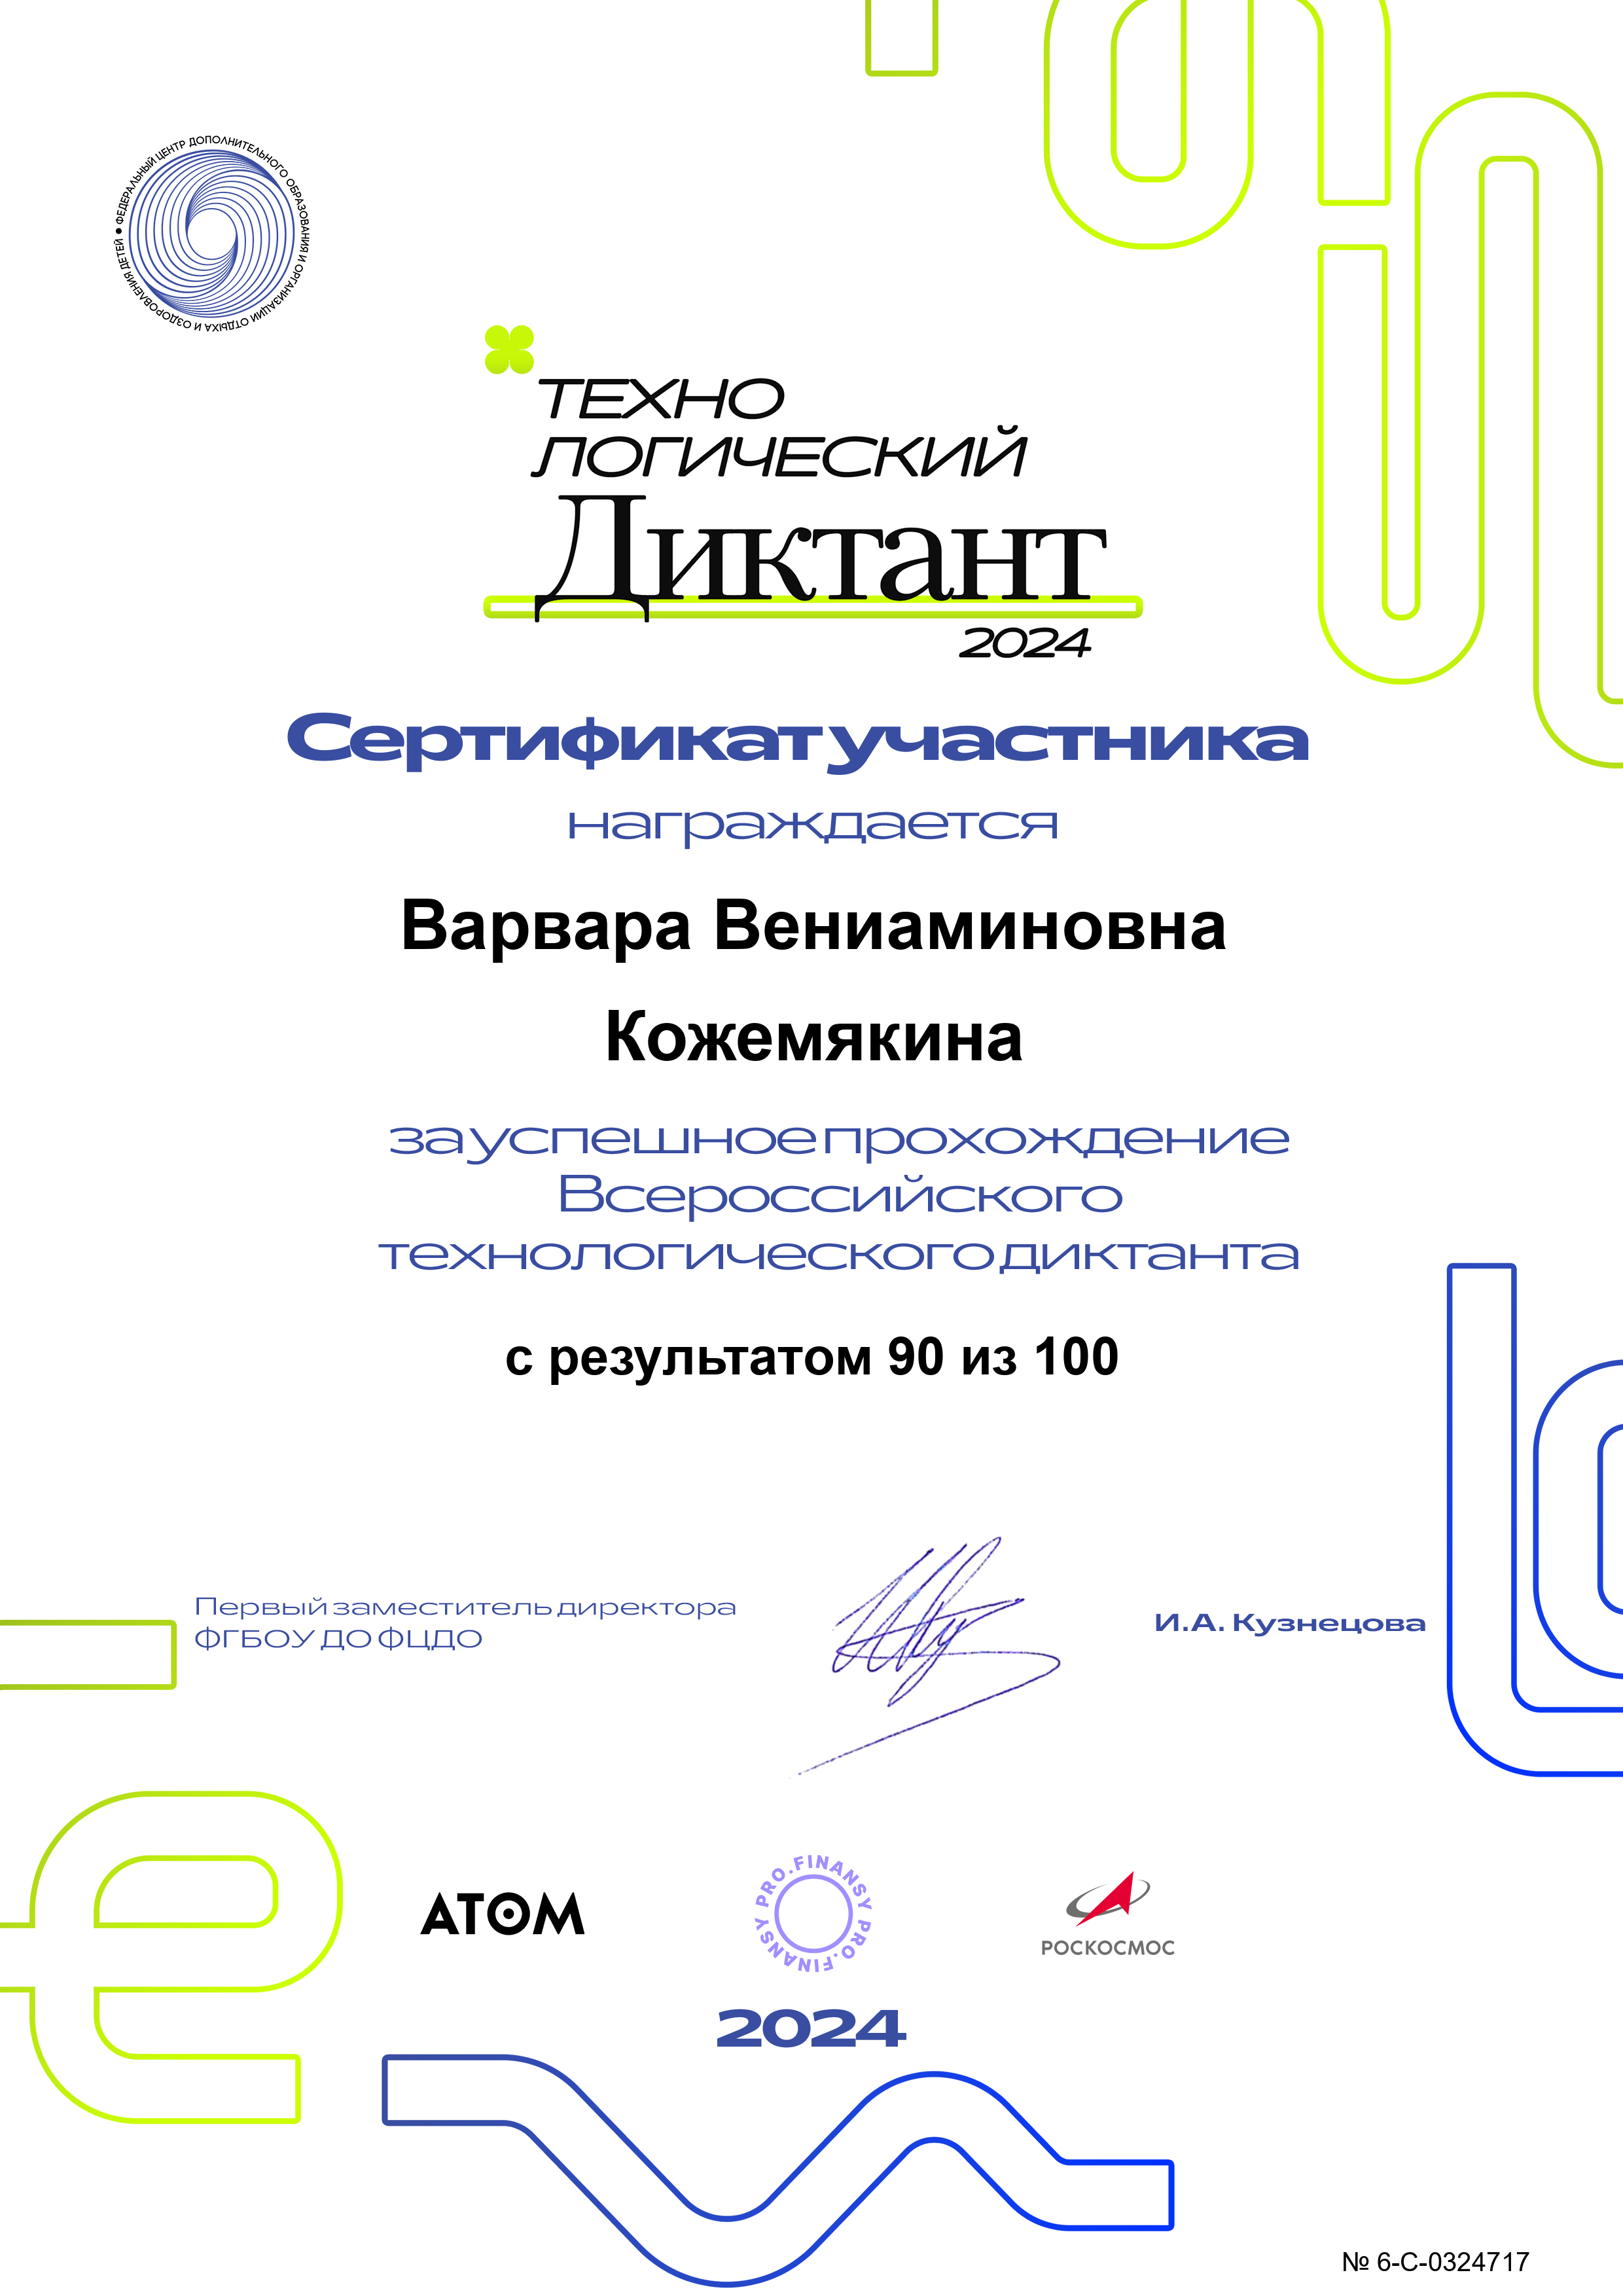 ФЕДЕРАЛЬНЫЙ ЦЕНТР ДОПОЛНИТЕЛЬНОГО ОБРАЗОВАНИЯ И ОРГАНИЗАЦИИ ОТДЫХА И ОЗДОРОВЛЕНИЯ ДЕТЕЙ
ТЕХНО
ЛОГИЧЕСКИЙ
Диктант
2024
Сертификат участника
награждается
Варвара Вениаминовна
Кожемякина
за успешное прохождение
Всероссийского
технологического диктанта
с результатом 90 из 100
Первый заместитель директора
ФГБОУ ДО ФЦДО
И.А. Кузнецова
АТОМ
PRO.FINANSY PRO.FINANSY
РОСКОСМОС
2024
№ 6-С-0324717